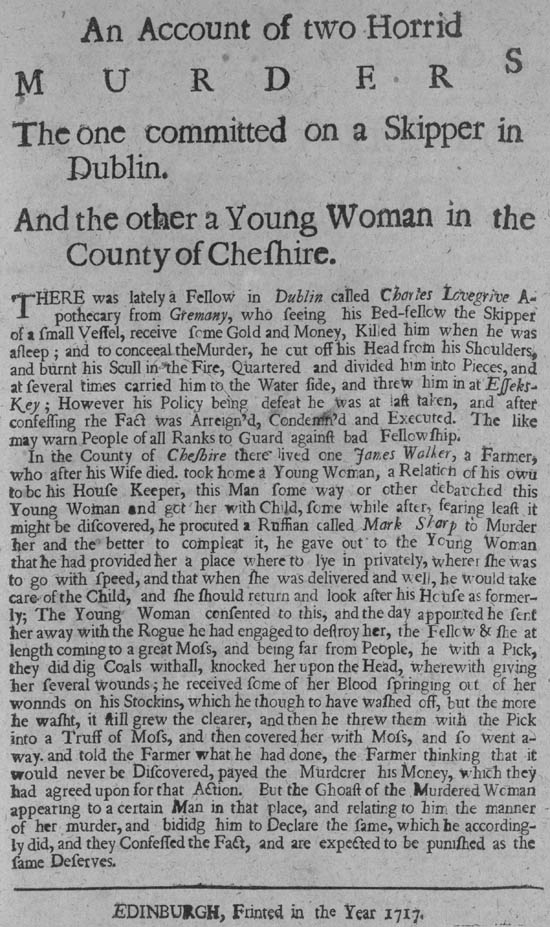 An Account of two Horrid
MURDERS
The one committed on a Skipper in
Dublin.
And the other a Young Woman in the
County of Cheſhire.
THERE was lately a Fellow in Dublin called Charles Lovegrive A-
pothecary from Gremany, who ſeeing his Bed-fellow the Skipper
of a ſmall Veſſel, receive ſome Gold and Money, Killed him when he was
aſleep; and to conceeal theMurder, he cut off his Head from his Shoulders,
and burnt his Scull in the Fire, Quartered and divided him into Pieces, and
at ſeveral times carried him to the Water ſide, and threw him in at Eſſeks-
Key; However his Policy being defeat he was at laſt taken, and after
confeſſing the Fact was Arreign'd, Condemn'd and Executed. The like
may warn People of all Ranks to Guard againſt bad Fellowſhip.
In the County of Cheſhire there lived one James Walker, a Farmer,
who after his Wife died. took home a Young Woman, a Relation of his own
to be his Houſe Keeper, this Man ſome way or other debauched this
Young Woman and got her with Child, ſome while after, fearing leaſt it
might be diſcovered, he procured a Ruffian called Mark Sharp to Murder
her and the better to compleat it, he gave out to the Young Woman
that he had provided her a place where to lye in privately, wherer ſhe was
to go with ſpeed, and that when ſhe was delivered and well, he would take
care of the Child, and ſhe ſhould return and look after his Houſe as former-
ly; The Young Woman conſented to this, and the day appointed he ſent
her away with the Rogue he had engaged to deſtroy her, the Fellow & ſhe at
length coming to a great Moſs, and being far from People, he with a Pick,
they did dig Coals withall, knocked her upon the Head, wherewith giving
her ſeveral wounds; he received ſome of her Blood ſpringing out of her
wonnds on his Stockins, which he though to have waſhed off, but the more
he waſht, it ſtill grew the clearer, and then he threw them with the Pick
into a Truff of Moſs, and then covered her with Moſs, and ſo went a-
way. and told the Farmer what he had done, the Farmer thinking that it
would never be Diſcovered, payed the Murderer his Money, which they
had agreed upon for that Action. But the Ghoaſt of the Murdered Woman
appearing to a certain Man in that place, and relating to him the manner
of her murder, and bididg him to Declare the ſame, which he according-
ly did, and they Confeſſed the Fact, and are expected to be puniſhed as the
ſame Deſerves.
EDINBURGH, Printed in the Year 1717.